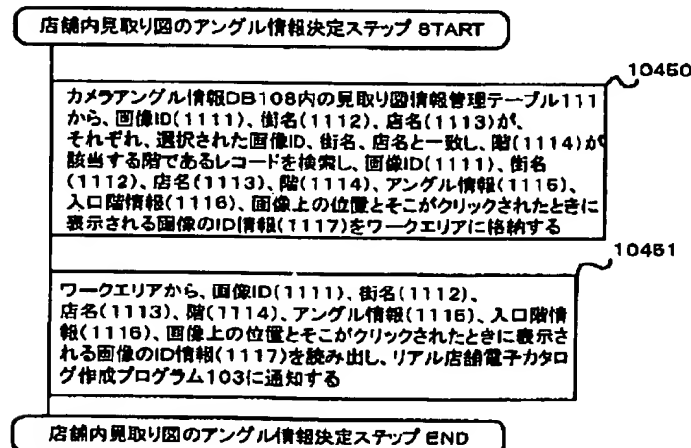 店舗内見取り図のアングル情報決定ステップ START
10450
カメラアングル情報DB108内の見取り図情報管理テーブル111
から、画像ID(1111)、街名(1112)、店名(1113)が、
それぞれ、選択された画像ID、街名、店名と一致し、階(1114)が
該当する階であるレコードを検索し、画像ID(1111)、街名
(1112)、店名(1113)、階(1114)、アングル情報(1115)、
入口階情報(1116)、画像上の位置とそこがクリックされたときに
表示される画像のID情報(1117)をワークエリアに格納する
10451
ワークエリアから、画像ID(1111)、街名(1112)、
店名(1113)、階(1114)、アングル情報(1115)、入口階情
報(1116)、画像上の位置とそこがクリックされたときに表示さ
れる画像のID情報(1117)を読み出し、リアル店舗電子カタロ
グ作成プログラム103に通知する
店舗内見取り図のアングル情報決定ステップ END